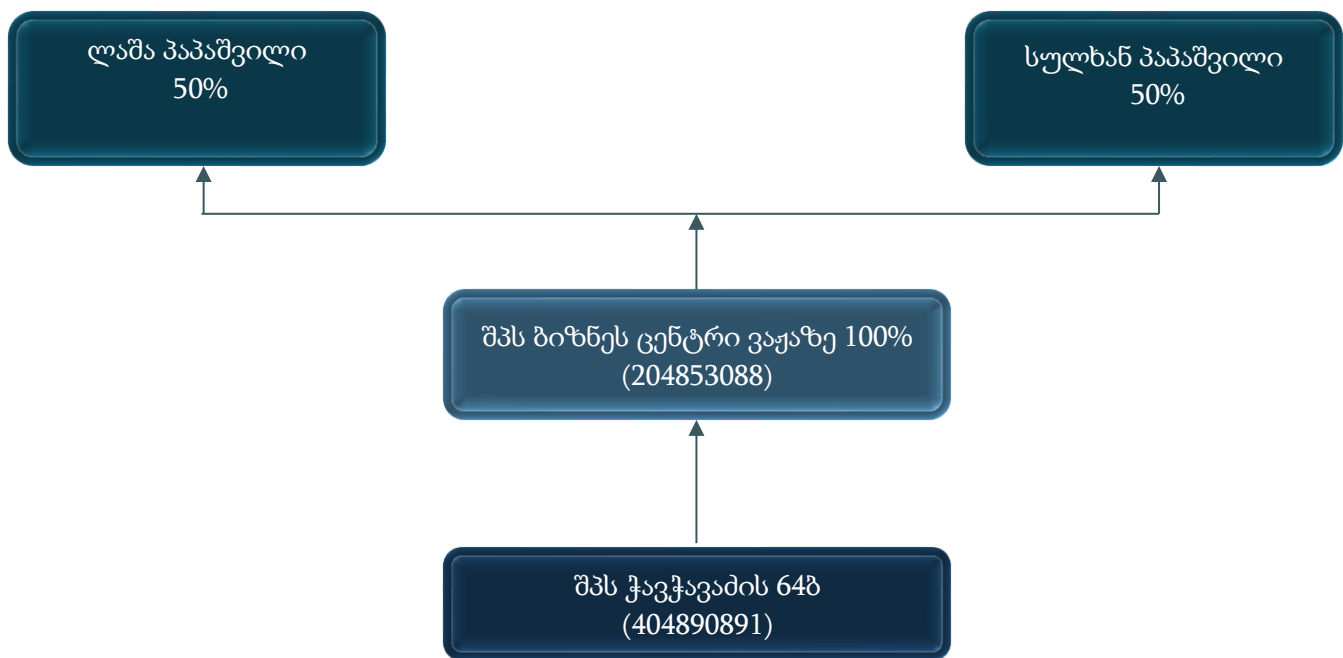 ლაშა პაპაშვილი
50%
სულხან პაპაშვილი
50%
შპს ბიზნეს ცენტრი ვაჟაზე 100%
(204853088)
შპს ჭავჭავაძის 64ბ
(404890891)